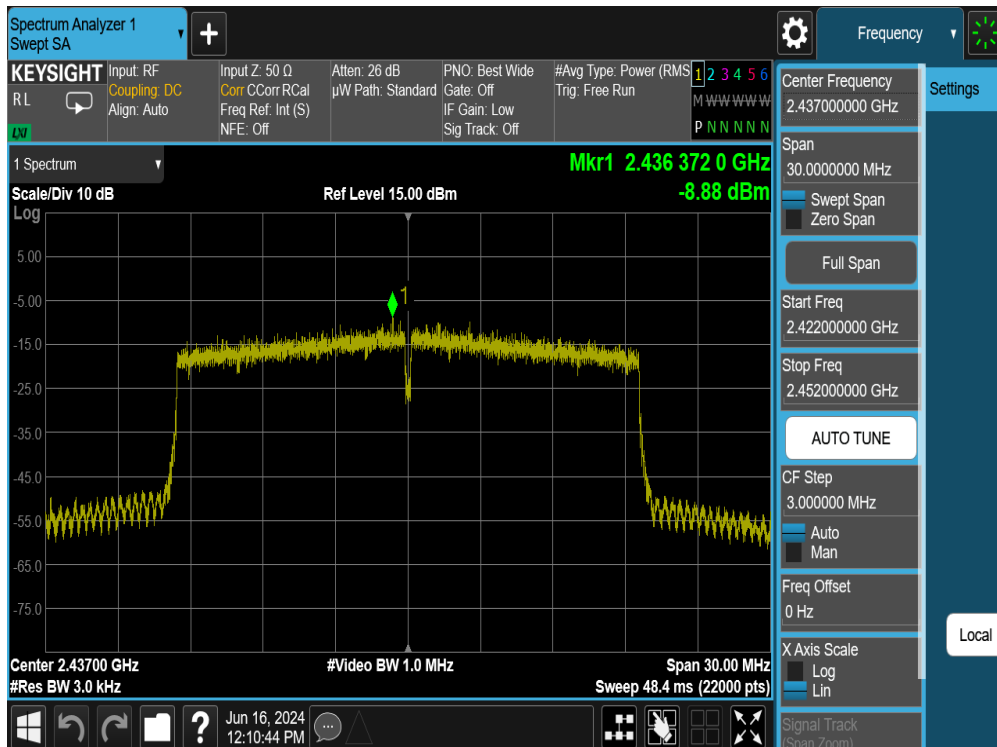 Spectrum Analyzer 1
Swept SA
+
Frequency
KEYSIGHT
R L
LXI
Input: RF
Coupling: DC
Align: Auto
Input Z: 50 Ω
Corr CCorr RCal
Freq Ref: Int (S)
NFE: Off
Atten: 26 dB
µW Path: Standard
PNO: Best Wide
Gate: Off
IF Gain: Low
Sig Track: Off
#Avg Type: Power (RMS
Trig: Free Run
1 2 3 4 5 6
M W W W W W
P N N N N N
1 Spectrum
Mkr1 2.436 372 0 GHz
Scale/Div 10 dB
Ref Level 15.00 dBm
-8.88 dBm
Log
5.00
-5.00
1
-15.0
-25.0
-35.0
-45.0
-55.0
-65.0
-75.0
Center 2.43700 GHz
#Video BW 1.0 MHz
Span 30.00 MHz
#Res BW 3.0 kHz
Sweep 48.4 ms (22000 pts)
?
Jun 16, 2024
12:10:44 PM
Center Frequency
2.437000000 GHz
Span
30.0000000 MHz
Swept Span
Zero Span
Full Span
Start Freq
2.422000000 GHz
Stop Freq
2.452000000 GHz
AUTO TUNE
CF Step
3.000000 MHz
Auto
Man
Freq Offset
0 Hz
X Axis Scale
Log
Lin
Signal Track
(Span Zoom)
Settings
Local